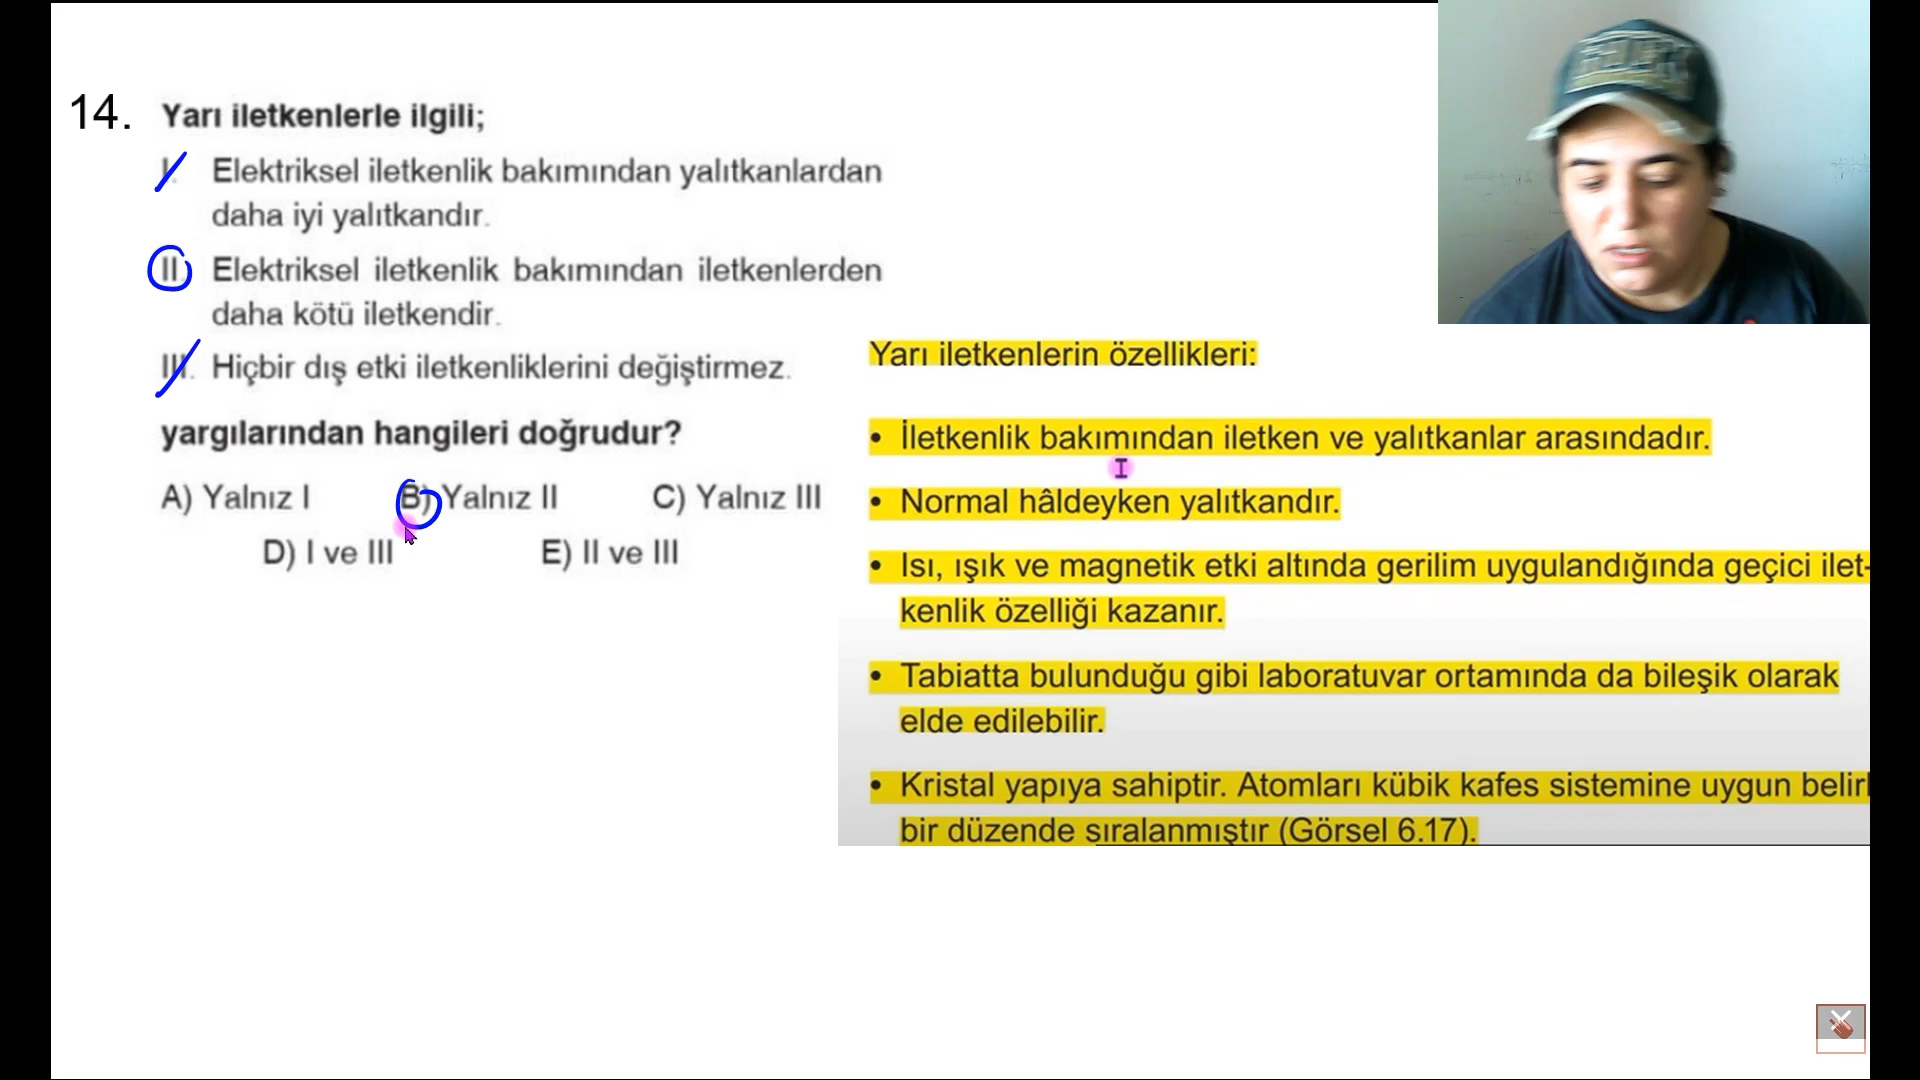 14. Yarı iletkenlerle ilgili;
I. Elektriksel iletkenlik bakımından yalıtkanlardan
daha iyi yalıtkandır.
II. Elektriksel iletkenlik bakımından iletkenlerden
daha kötü iletkendir.
III. Hiçbir dış etki iletkenliklerini değiştirmez.
yargılarından hangileri doğrudur?
A) Yalnız I B) Yalnız II C) Yalnız III
D) I ve III E) II ve III
Yarı iletkenlerin özellikleri:
• İletkenlik bakımından iletken ve yalıtkanlar arasındadır.
• Normal hâldeyken yalıtkandır.
• Isı, ışık ve magnetik etki altında gerilim uygulandığında geçici ilet-
kenlik özelliği kazanır.
• Tabiatta bulunduğu gibi laboratuvar ortamında da bileşik olarak
elde edilebilir.
• Kristal yapıya sahiptir. Atomları kübik kafes sistemine uygun belirl
bir düzende sıralanmıştır (Görsel 6.17).